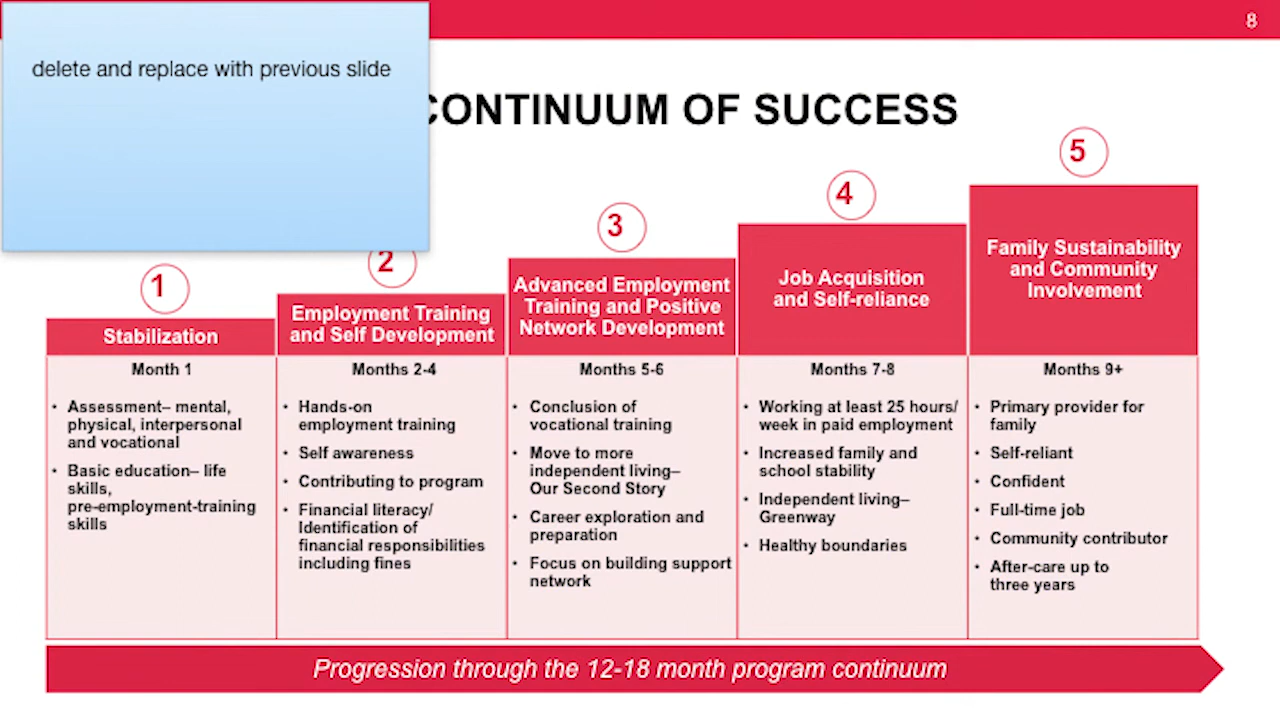 8
delete and replace with previous slide
CONTINUUM OF SUCCESS
1
Stabilization
Month 1
• Assessment– mental,
physical, interpersonal
and vocational
• Basic education– life
skills,
pre-employment-training
skills
2
Employment Training
and Self Development
Months 2-4
• Hands-on
employment training
• Self awareness
• Contributing to program
• Financial literacy/
Identification of
financial responsibilities
including fines
3
Advanced Employment
Training and Positive
Network Development
Months 5-6
• Conclusion of
vocational training
• Move to more
independent living–
Our Second Story
• Career exploration and
preparation
• Focus on building support
network
4
Job Acquisition
and Self-reliance
Months 7-8
• Working at least 25 hours/
week in paid employment
• Increased family and
school stability
• Independent living–
Greenway
• Healthy boundaries
5
Family Sustainability
and Community
Involvement
Months 9+
• Primary provider for
family
• Self-reliant
• Confident
• Full-time job
• Community contributor
• After-care up to
three years
Progression through the 12-18 month program continuum